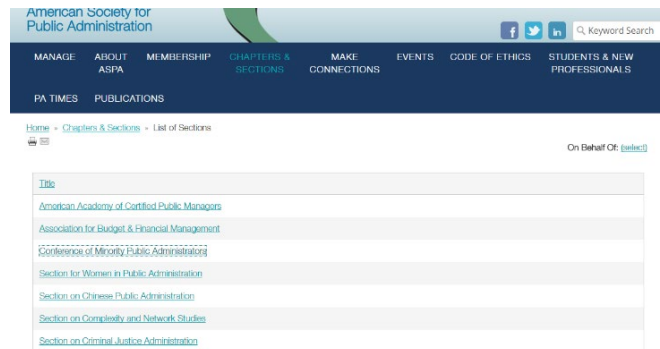 American Society for
Public Administration
Keyword Search
MANAGE
ABOUT
ASPA
MEMBERSHIP
CHAPTERS &
SECTIONS
MAKE
CONNECTIONS
EVENTS
CODE OF ETHICS
STUDENTS & NEW
PROFESSIONALS
PA TIMES
PUBLICATIONS
Home » Chapters & Sections » List of Sections
On Behalf Of: (select)
Title
American Academy of Certified Public Managers
Association for Budget & Financial Management
Conference of Minority Public Administrators
Section for Women in Public Administration
Section on Chinese Public Administration
Section on Complexity and Network Studies
Section on Criminal Justice Administration